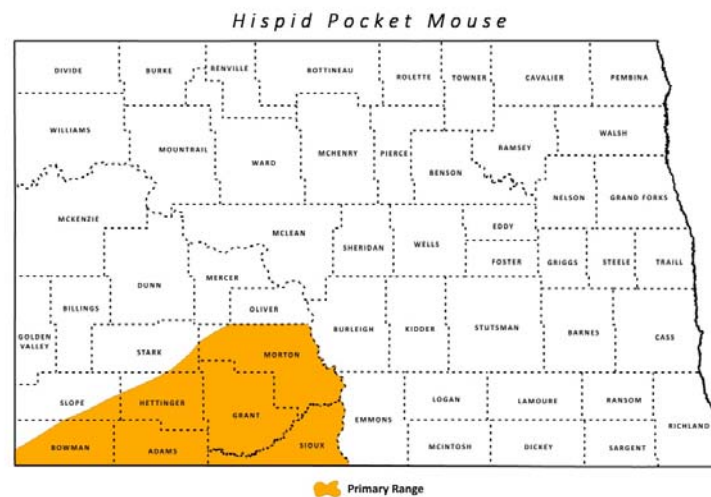 Hispid Pocket Mouse
DIVIDE BURKE RENVILLE BOTTINEAU ROLETTE TOWNER CAVALIER PEMBINA
WILLIAMS MOUNTRAIL WARD MCHENRY PIERCE BENSON RAMSEY WALSH
MCKENZIE MCLEAN SHERIDAN WELLS EDDY NELSON GRAND FORKS
DUNN MERCER FOSTER GRIGGS STEELE TRAILL
BILLINGS OLIVER
GOLDEN
VALLEY
STARK MORTON BURLEIGH KIDDER STUTSMAN BARNES CASS
SLOPE HETTINGER GRANT EMMONS LOGAN LAMOURE RANSOM RICHLAND
BOWMAN ADAMS SIOUX MCINTOSH DICKEY SARGENT
Primary Range